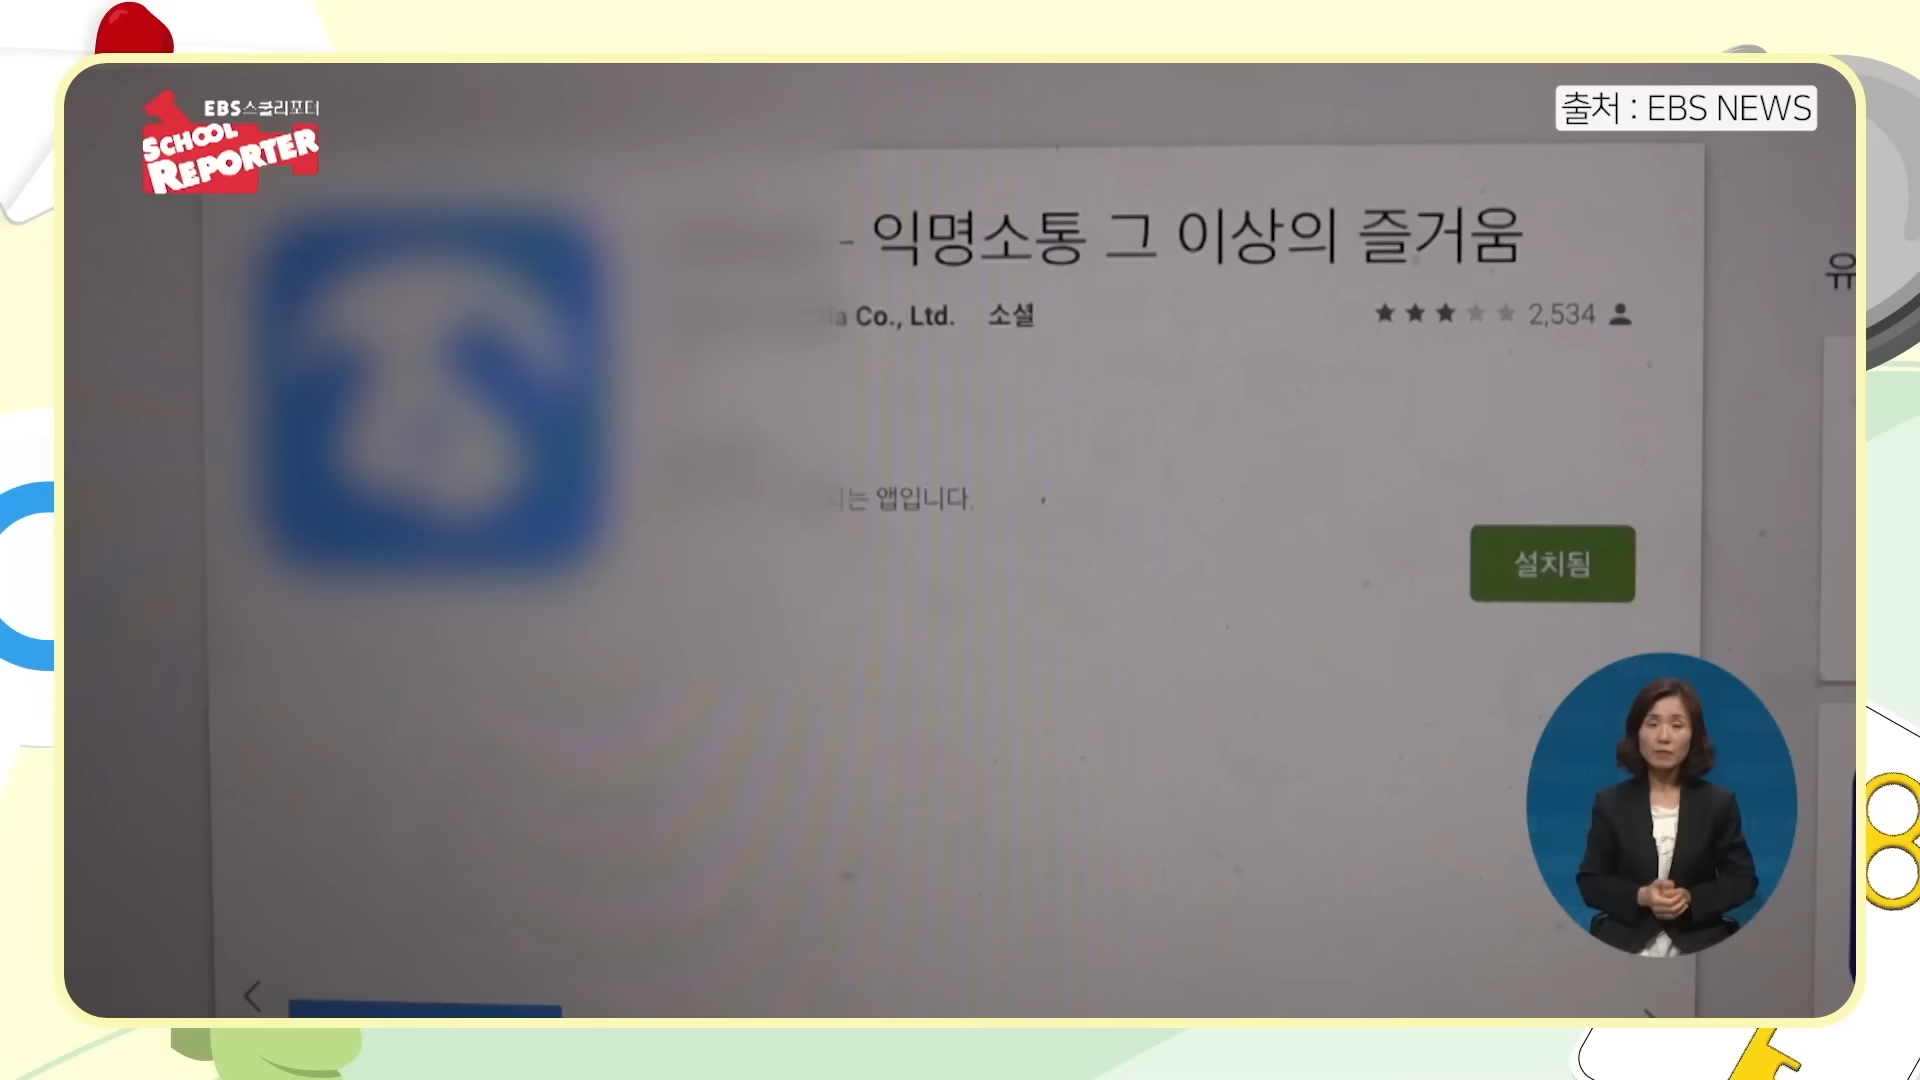 EBS스쿨리포터
SCHOOL
REPORTER
출처 : EBS NEWS
- 익명소통 그 이상의 즐거움
유
Co., Ltd. 소셜
2,534
는 앱입니다.
설치됨